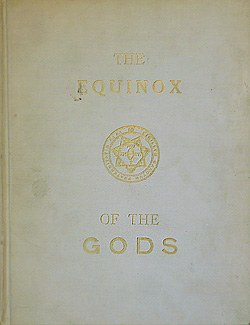 THE
EQUINOX
OF THE
GODS